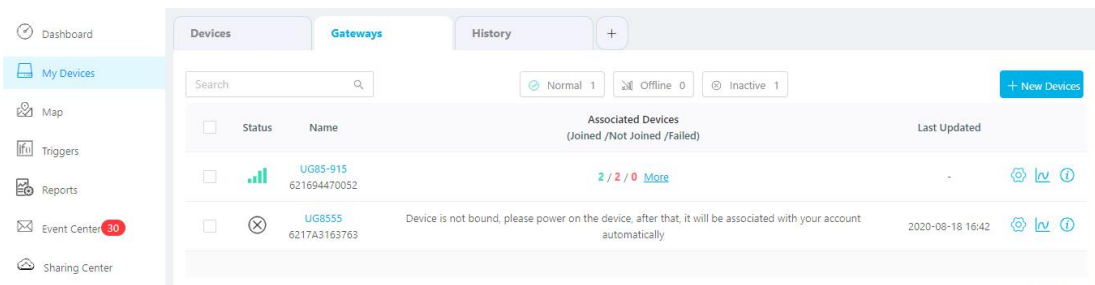 Dashboard
My Devices
Map
Triggers
Reports
Event Center 30
Sharing Center
Devices
Gateways
History
+
Search
Normal 1
Offline 0
Inactive 1
+ New Devices
Status
Name
Associated Devices
(Joined /Not Joined /Failed)
Last Updated
UG85-915
621694470052
2 / 2 / 0 More
-
UG8555
6217A3163763
Device is not bound, please power on the device, after that, it will be associated with your account
automatically
2020-08-18 16:42